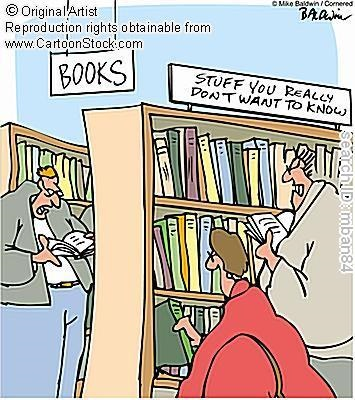 © Original Artist
Reproduction rights obtainable from
www.CartoonStock.com
© Mike Baldwin / Cornered
BALDWIN
BOOKS
STUFF YOU REALLY
DON'T WANT TO KNOW
search ID: mban84